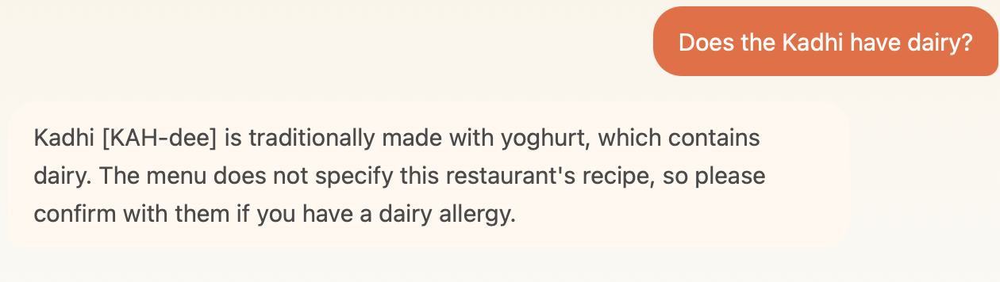 Does the Kadhi have dairy?
Kadhi [KAH-dee] is traditionally made with yoghurt, which contains
dairy. The menu does not specify this restaurant's recipe, so please
confirm with them if you have a dairy allergy.